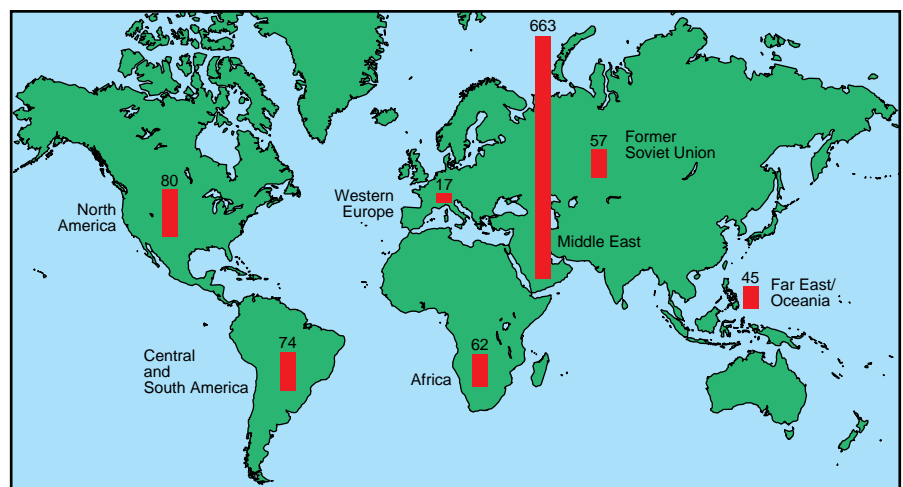 663
57
Former
Soviet Union
80
North
America
17
Western
Europe
Middle East
45
Far East/
Oceania
74
Central
and
South America
62
Africa